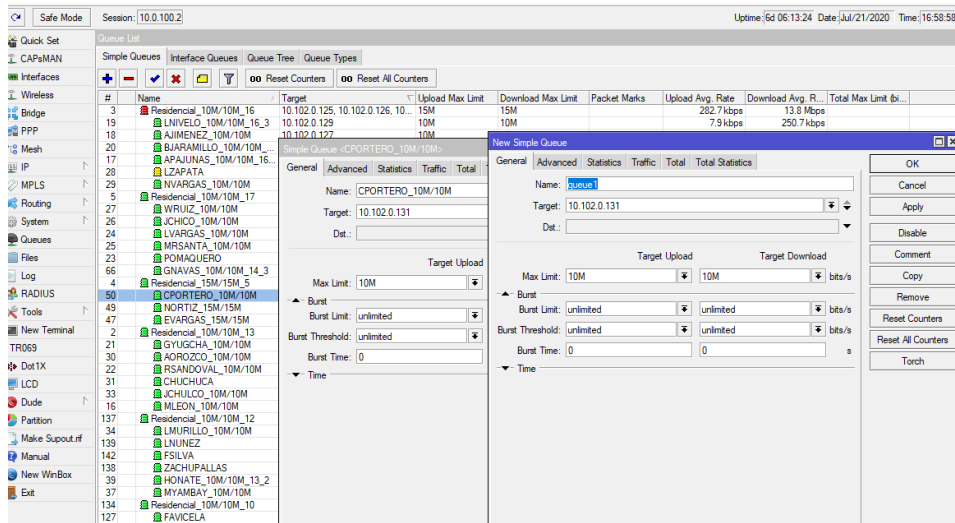 Safe Mode Session: 10.0.100.2 Uptime: 6d 06:13:24 Date: Jul/21/2020 Time: 16:58:58
Quick Set
CAPsMAN
Interfaces
Wireless
Bridge
PPP
Mesh
IP
MPLS
Routing
System
Queues
Files
Log
RADIUS
Tools
New Terminal
TR069
Dot1X
LCD
Dude
Partition
Make Supout.rif
Manual
New WinBox
Exit
Queue List
Simple Queues Interface Queues Queue Tree Queue Types
00 Reset Counters 00 Reset All Counters
# Name Target Upload Max Limit Download Max Limit Packet Marks Upload Avg. Rate Download Avg. R... Total Max Limit (bi...
3 Residencial_10M/10M_16 10.102.0.125, 10.102.0.126, 10... 15M 15M 282.7 kbps 13.8 Mbps
19 LNIVELO_10M/10M_16_3 10.102.0.129 10M 10M 7.9 kbps 250.7 kbps
18 AJIMENEZ_10M/10M 10.102.0.127 10M
20 BJARAMILLO_10M/10M_...
17 APAJUNAS_10M/10M_16...
28 LZAPATA
29 NVARGAS_10M/10M
5 Residencial_10M/10M_17
27 WRUIZ_10M/10M
26 JCHICO_10M/10M
24 LVARGAS_10M/10M
25 MRSANTA_10M/10M
23 POMAQUERO
66 GNAVAS_10M/10M_14_3
4 Residencial_15M/15M_5
50 CPORTERO_10M/10M
49 NORTIZ_15M/15M
47 EVARGAS_15M/15M
2 Residencial_10M/10M_13
21 GYUGCHA_10M/10M
30 AOROZCO_10M/10M
22 RSANDOVAL_10M/10M
31 CHUCHUCA
33 JCHULCO_10M/10M
16 MLEON_10M/10M
137 Residencial_10M/10M_12
34 LMURILLO_10M/10M
139 LNUNEZ
142 FSILVA
138 ZACHUPALLAS
39 HONATE_10M/10M_13_2
37 MYAMBAY_10M/10M
134 Residencial_10M/10M_10
127 FAVICELA
Simple Queue <CPORTERO_10M/10M>
General Advanced Statistics Traffic Total
Name: CPORTERO_10M/10M
Target: 10.102.0.131
Dst.:
Target Upload
Max Limit: 10M
Burst
Burst Limit: unlimited
Burst Threshold: unlimited
Burst Time: 0
Time
New Simple Queue
General Advanced Statistics Traffic Total Total Statistics
Name: queue1
Target: 10.102.0.131
Dst.:
Target Upload Target Download
Max Limit: 10M 10M bits/s
Burst
Burst Limit: unlimited unlimited bits/s
Burst Threshold: unlimited unlimited bits/s
Burst Time: 0 0 s
Time
OK
Cancel
Apply
Disable
Comment
Copy
Remove
Reset Counters
Reset All Counters
Torch